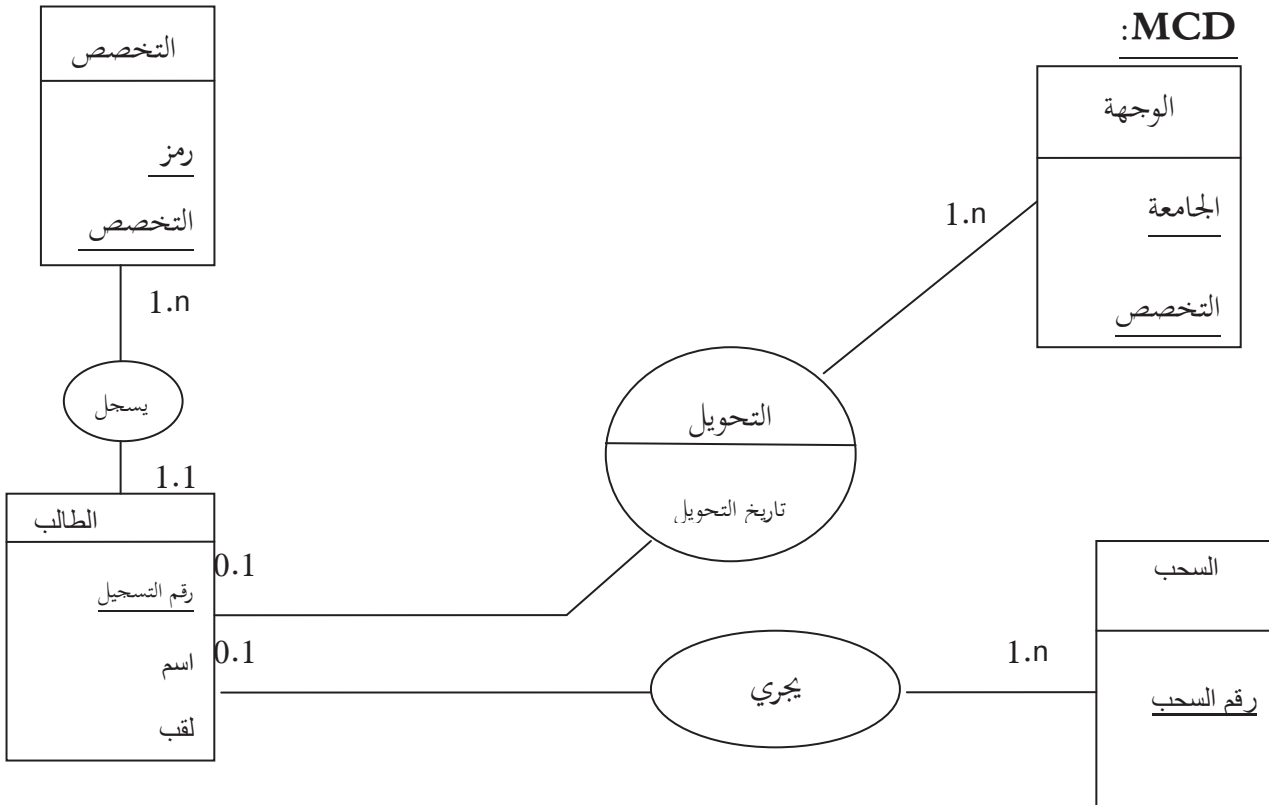 MCD:
التخصص
رمز
التخصص
الوجهة
الجامعة
التخصص
1.n
1.n
يسجل
1.1
التحويل
تاريخ التحويل
الطالب
رقم التسجيل
اسم
لقب
0.1
0.1
يجري
1.n
السحب
رقم السحب